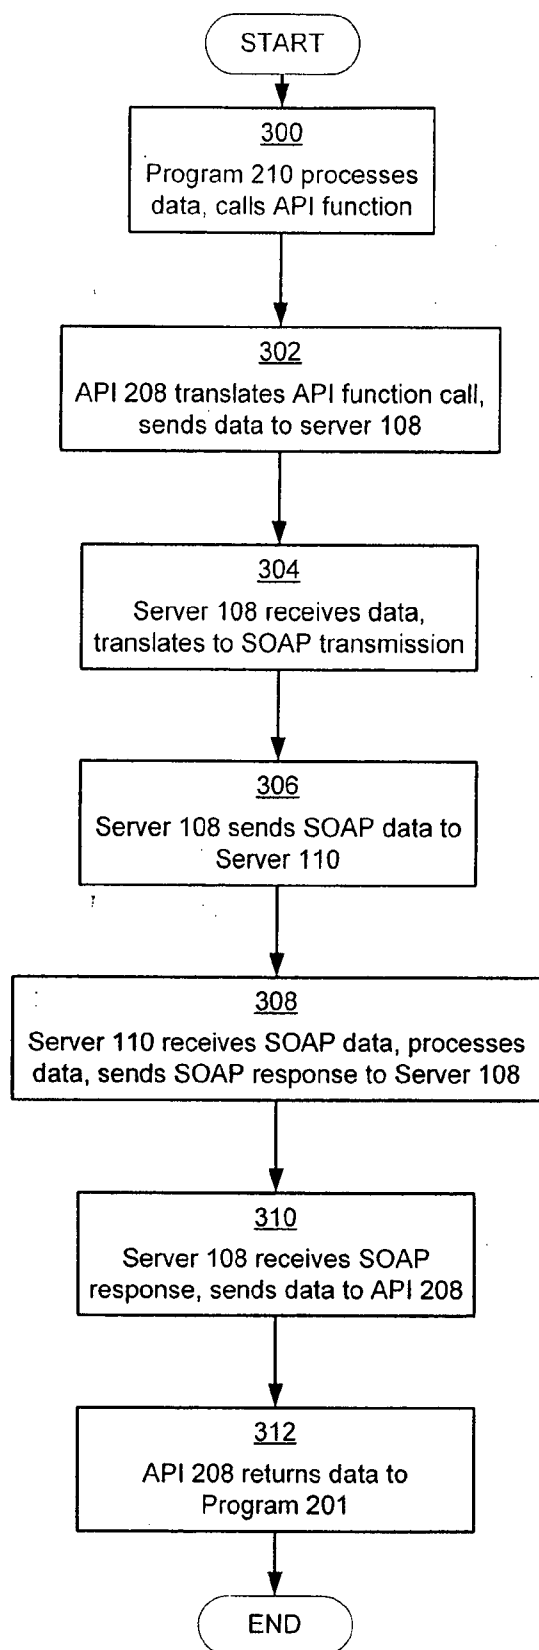 START
300
Program 210 processes
data, calls API function
302
API 208 translates API function call,
sends data to server 108
304
Server 108 receives data,
translates to SOAP transmission
306
Server 108 sends SOAP data to
Server 110
308
Server 110 receives SOAP data, processes
data, sends SOAP response to Server 108
310
Server 108 receives SOAP
response, sends data to API 208
312
API 208 returns data to
Program 201
END